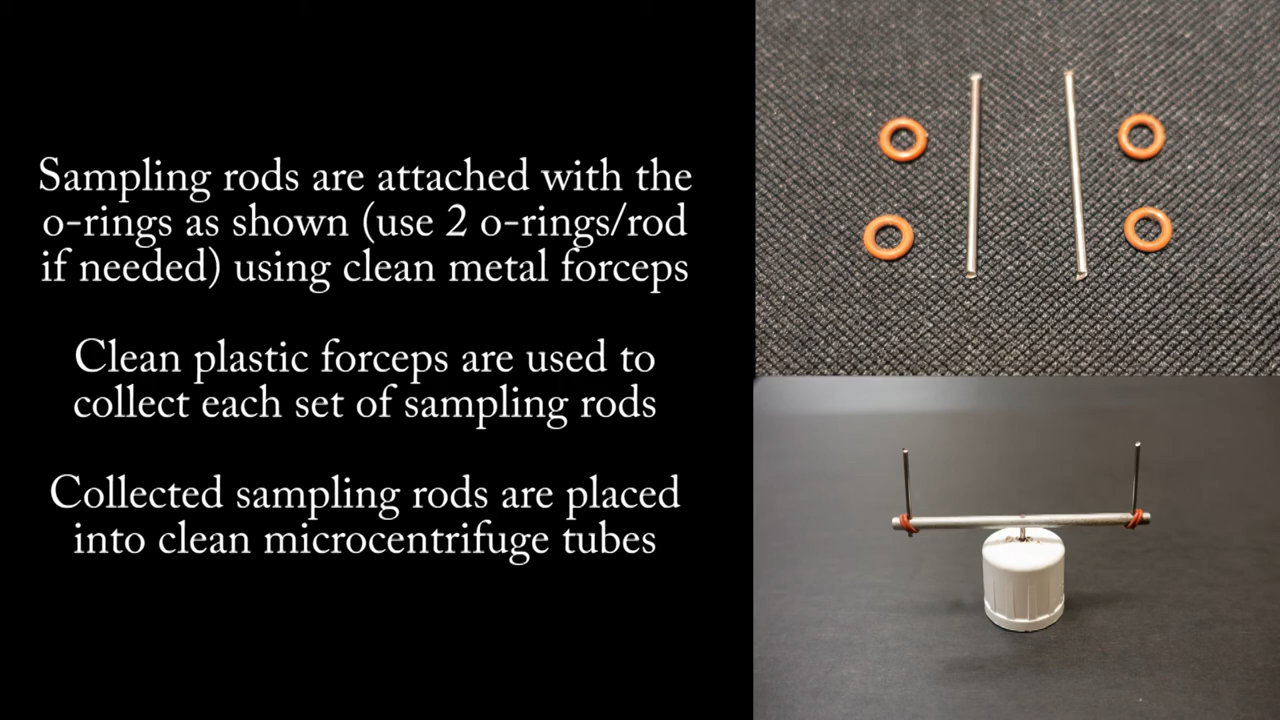 Sampling rods are attached with the
o-rings as shown (use 2 o-rings/rod
if needed) using clean metal forceps
Clean plastic forceps are used to
collect each set of sampling rods
Collected sampling rods are placed
into clean microcentrifuge tubes